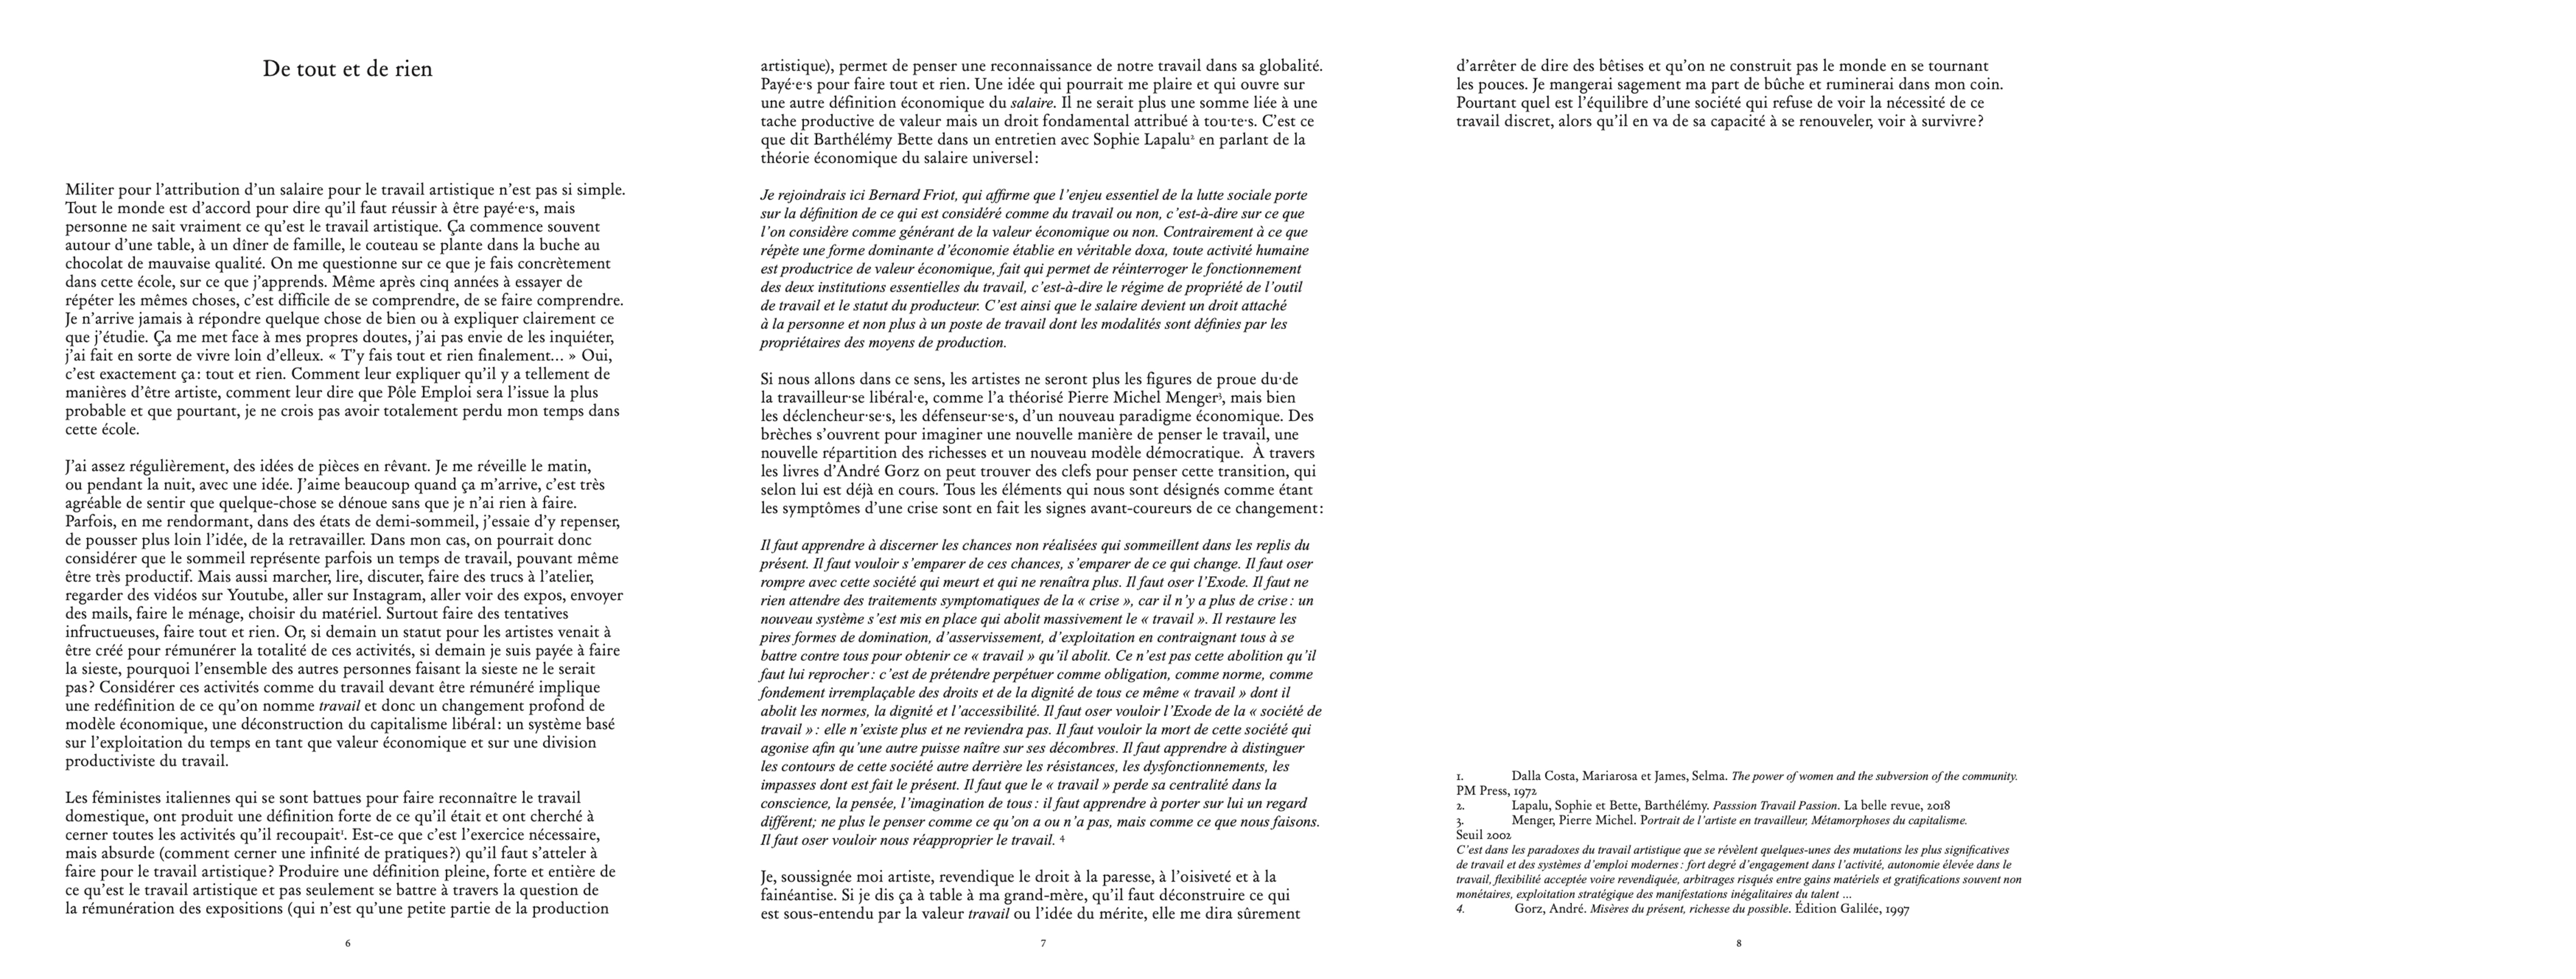 De tout et de rien
Militer pour l'attribution d'un salaire pour le travail artistique n'est pas si simple.
Tout le monde est d'accord pour dire qu'il faut réussir à être payé·e·s, mais
personne ne sait vraiment ce qu'est le travail artistique. Ça commence souvent
autour d'une table, à un dîner de famille, le couteau se plante dans la buche au
chocolat de mauvaise qualité. On me questionne sur ce que je fais concrètement
dans cette école, sur ce que j'apprends. Même après cinq années à essayer de
répéter les mêmes choses, c'est difficile de se comprendre, de se faire comprendre.
Je n'arrive jamais à répondre quelque chose de bien ou à expliquer clairement ce
que j'étudie. Ça me met face à mes propres doutes, j'ai pas envie de les inquiéter,
j'ai fait en sorte de vivre loin d'elleux. « T'y fais tout et rien finalement... » Oui,
c'est exactement ça : tout et rien. Comment leur expliquer qu'il y a tellement de
manières d'être artiste, comment leur dire que Pôle Emploi sera l'issue la plus
probable et que pourtant, je ne crois pas avoir totalement perdu mon temps dans
cette école.
J'ai assez régulièrement, des idées de pièces en rêvant. Je me réveille le matin,
ou pendant la nuit, avec une idée. J'aime beaucoup quand ça m'arrive, c'est très
agréable de sentir que quelque-chose se dénoue sans que je n'ai rien à faire.
Parfois, en me rendormant, dans des états de demi-sommeil, j'essaie d'y repenser,
de pousser plus loin l'idée, de la retravailler. Dans mon cas, on pourrait donc
considérer que le sommeil représente parfois un temps de travail, pouvant même
être très productif. Mais aussi marcher, lire, discuter, faire des trucs à l'atelier,
regarder des vidéos sur Youtube, aller sur Instagram, aller voir des expos, envoyer
des mails, faire le ménage, choisir du matériel. Surtout faire des tentatives
infructueuses, faire tout et rien. Or, si demain un statut pour les artistes venait à
être créé pour rémunérer la totalité de ces activités, si demain je suis payée à faire
la sieste, pourquoi l'ensemble des autres personnes faisant la sieste ne le serait
pas ? Considérer ces activités comme du travail devant être rémunéré implique
une redéfinition de ce qu'on nomme travail et donc un changement profond de
modèle économique, une déconstruction du capitalisme libéral : un système basé
sur l'exploitation du temps en tant que valeur économique et sur une division
productiviste du travail.
Les féministes italiennes qui se sont battues pour faire reconnaître le travail
domestique, ont produit une définition forte de ce qu'il était et ont cherché à
cerner toutes les activités qu'il recoupait¹. Est-ce que c'est l'exercice nécessaire,
mais absurde (comment cerner une infinité de pratiques ?) qu'il faut s'atteler à
faire pour le travail artistique ? Produire une définition pleine, forte et entière de
ce qu'est le travail artistique et pas seulement se battre à travers la question de
la rémunération des expositions (qui n'est qu'une petite partie de la production
6
artistique), permet de penser une reconnaissance de notre travail dans sa globalité.
Payé·e·s pour faire tout et rien. Une idée qui pourrait me plaire et qui ouvre sur
une autre définition économique du salaire. Il ne serait plus une somme liée à une
tache productive de valeur mais un droit fondamental attribué à tou·te·s. C'est ce
que dit Barthélémy Bette dans un entretien avec Sophie Lapalu² en parlant de la
théorie économique du salaire universel :
Je rejoindrais ici Bernard Friot, qui affirme que l'enjeu essentiel de la lutte sociale porte
sur la définition de ce qui est considéré comme du travail ou non, c'est-à-dire sur ce que
l'on considère comme générant de la valeur économique ou non. Contrairement à ce que
répète une forme dominante d'économie établie en véritable doxa, toute activité humaine
est productrice de valeur économique, fait qui permet de réinterroger le fonctionnement
des deux institutions essentielles du travail, c'est-à-dire le régime de propriété de l'outil
de travail et le statut du producteur. C'est ainsi que le salaire devient un droit attaché
à la personne et non plus à un poste de travail dont les modalités sont définies par les
propriétaires des moyens de production.
Si nous allons dans ce sens, les artistes ne seront plus les figures de proue du·de
la travailleur·se libéral·e, comme l'a théorisé Pierre Michel Menger³, mais bien
les déclencheur·se·s, les défenseur·se·s, d'un nouveau paradigme économique. Des
brèches s'ouvrent pour imaginer une nouvelle manière de penser le travail, une
nouvelle répartition des richesses et un nouveau modèle démocratique. À travers
les livres d'André Gorz on peut trouver des clefs pour penser cette transition, qui
selon lui est déjà en cours. Tous les éléments qui nous sont désignés comme étant
les symptômes d'une crise sont en fait les signes avant-coureurs de ce changement :
Il faut apprendre à discerner les chances non réalisées qui sommeillent dans les replis du
présent. Il faut vouloir s'emparer de ces chances, s'emparer de ce qui change. Il faut oser
rompre avec cette société qui meurt et qui ne renaîtra plus. Il faut oser l'Exode. Il faut ne
rien attendre des traitements symptomatiques de la « crise », car il n'y a plus de crise : un
nouveau système s'est mis en place qui abolit massivement le « travail ». Il restaure les
pires formes de domination, d'asservissement, d'exploitation en contraignant tous à se
battre contre tous pour obtenir ce « travail » qu'il abolit. Ce n'est pas cette abolition qu'il
faut lui reprocher : c'est de prétendre perpétuer comme obligation, comme norme, comme
fondement irremplaçable des droits et de la dignité de tous ce même « travail » dont il
abolit les normes, la dignité et l'accessibilité. Il faut oser vouloir l'Exode de la « société de
travail » : elle n'existe plus et ne reviendra pas. Il faut vouloir la mort de cette société qui
agonise afin qu'une autre puisse naître sur ses décombres. Il faut apprendre à distinguer
les contours de cette société autre derrière les résistances, les dysfonctionnements, les
impasses dont est fait le présent. Il faut que le « travail » perde sa centralité dans la
conscience, la pensée, l'imagination de tous : il faut apprendre à porter sur lui un regard
différent; ne plus le penser comme ce qu'on a ou n'a pas, mais comme ce que nous faisons.
Il faut oser vouloir nous réapproprier le travail. ⁴
Je, soussignée moi artiste, revendique le droit à la paresse, à l'oisiveté et à la
fainéantise. Si je dis ça à table à ma grand-mère, qu'il faut déconstruire ce qui
est sous-entendu par la valeur travail ou l'idée du mérite, elle me dira sûrement
7
d'arrêter de dire des bêtises et qu'on ne construit pas le monde en se tournant
les pouces. Je mangerai sagement ma part de bûche et ruminerai dans mon coin.
Pourtant quel est l'équilibre d'une société qui refuse de voir la nécessité de ce
travail discret, alors qu'il en va de sa capacité à se renouveler, voir à survivre ?
1. Dalla Costa, Mariarosa et James, Selma. The power of women and the subversion of the community.
PM Press, 1972
2. Lapalu, Sophie et Bette, Barthélémy. Passsion Travail Passion. La belle revue, 2018
3. Menger, Pierre Michel. Portrait de l'artiste en travailleur, Métamorphoses du capitalisme.
Seuil 2002
C'est dans les paradoxes du travail artistique que se révèlent quelques-unes des mutations les plus significatives
de travail et des systèmes d'emploi modernes : fort degré d'engagement dans l'activité, autonomie élevée dans le
travail, flexibilité acceptée voire revendiquée, arbitrages risqués entre gains matériels et gratifications souvent non
monétaires, exploitation stratégique des manifestations inégalitaires du talent ...
4. Gorz, André. Misères du présent, richesse du possible. Édition Galilée, 1997
8